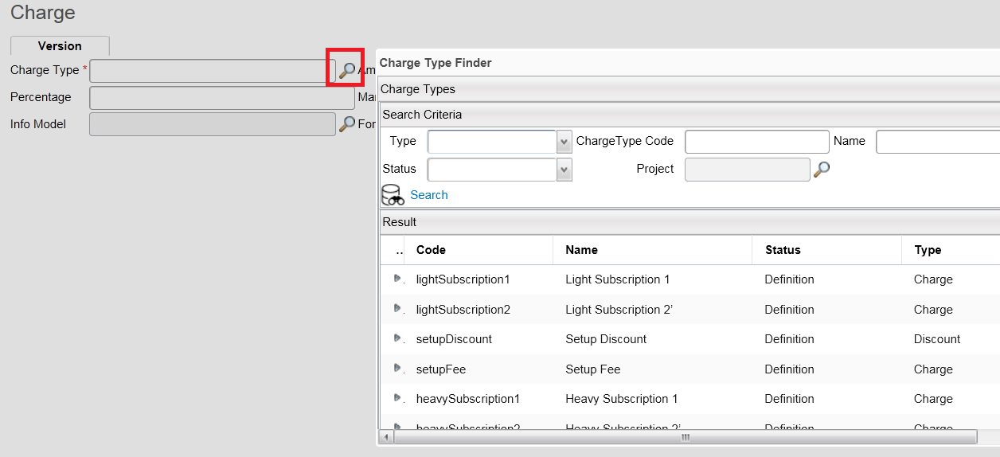 Charge
Version
Charge Type * Am
Percentage Mar
Info Model For
Charge Type Finder
Charge Types
Search Criteria
Type ChargeType Code Name
Status Project
Search
Result
.. Code Name Status Type
lightSubscription1 Light Subscription 1 Definition Charge
lightSubscription2 Light Subscription 2’ Definition Charge
setupDiscount Setup Discount Definition Discount
setupFee Setup Fee Definition Charge
heavySubscription1 Heavy Subscription 1 Definition Charge
heavySubscription2 Heavy Subscription 2’ Definition Charge